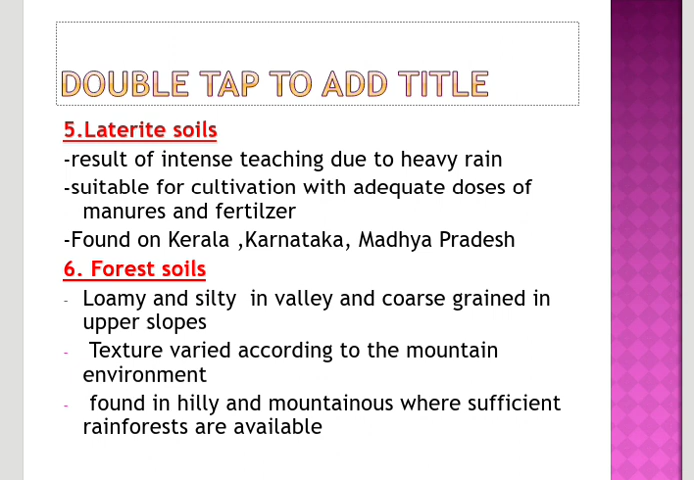 DOUBLE TAP TO ADD TITLE
5.Laterite soils
-result of intense teaching due to heavy rain
-suitable for cultivation with adequate doses of
manures and fertilzer
-Found on Kerala ,Karnataka, Madhya Pradesh
6. Forest soils
- Loamy and silty in valley and coarse grained in
upper slopes
- Texture varied according to the mountain
environment
- found in hilly and mountainous where sufficient
rainforests are available